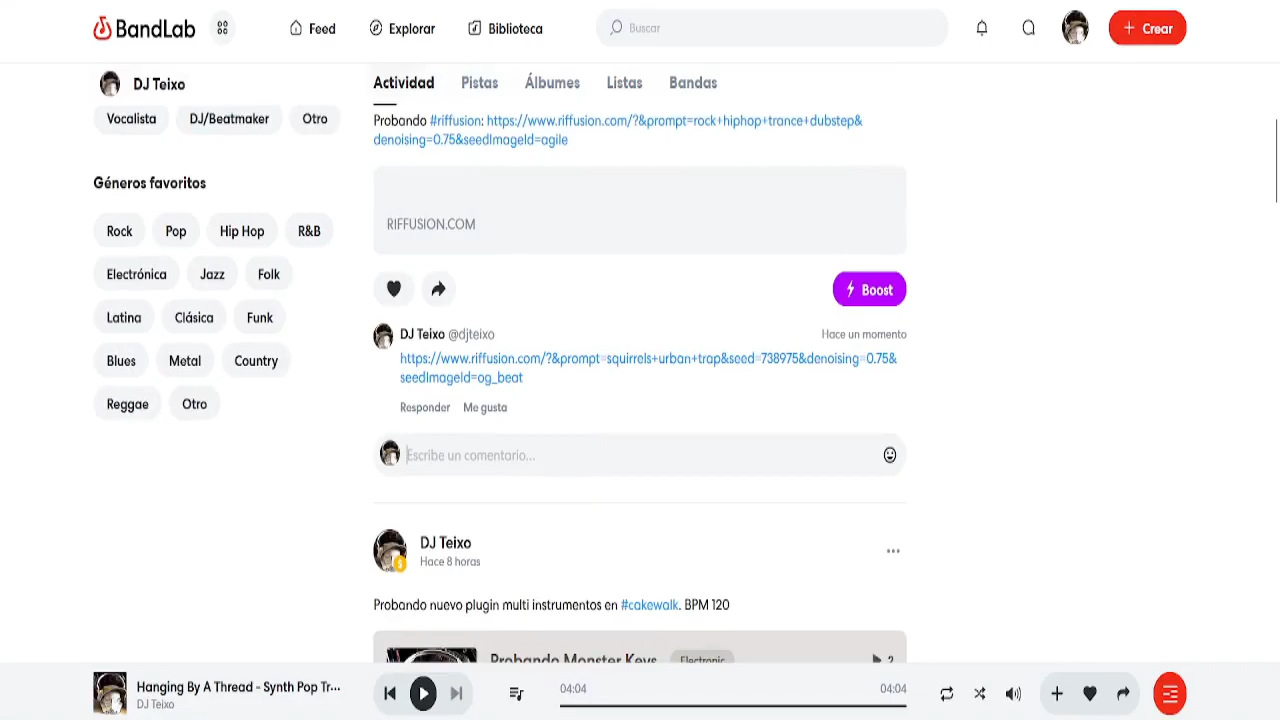 BandLab
Feed
Explorar
Biblioteca
Buscar
Crear
DJ Teixo
Vocalista
DJ/Beatmaker
Otro
Géneros favoritos
Rock
Pop
Hip Hop
R&B
Electrónica
Jazz
Folk
Latina
Clásica
Funk
Blues
Metal
Country
Reggae
Otro
Actividad
Pistas
Álbumes
Listas
Bandas
Probando #riffusion: https://www.riffusion.com/?&prompt=rock+hiphop+trance+dubstep&
denoising=0.75&seedImageId=agile
RIFFUSION.COM
Boost
DJ Teixo @djteixo
Hace un momento
https://www.riffusion.com/?&prompt=squirrels+urban+trap&seed=738975&denoising=0.75&
seedImageId=og_beat
Responder
Me gusta
Escribe un comentario...
DJ Teixo
Hace 8 horas
Probando nuevo plugin multi instrumentos en #cakewalk. BPM 120
Probando Monster Keys
Electronic
2
Hanging By A Thread - Synth Pop Tr...
DJ Teixo
04:04
04:04